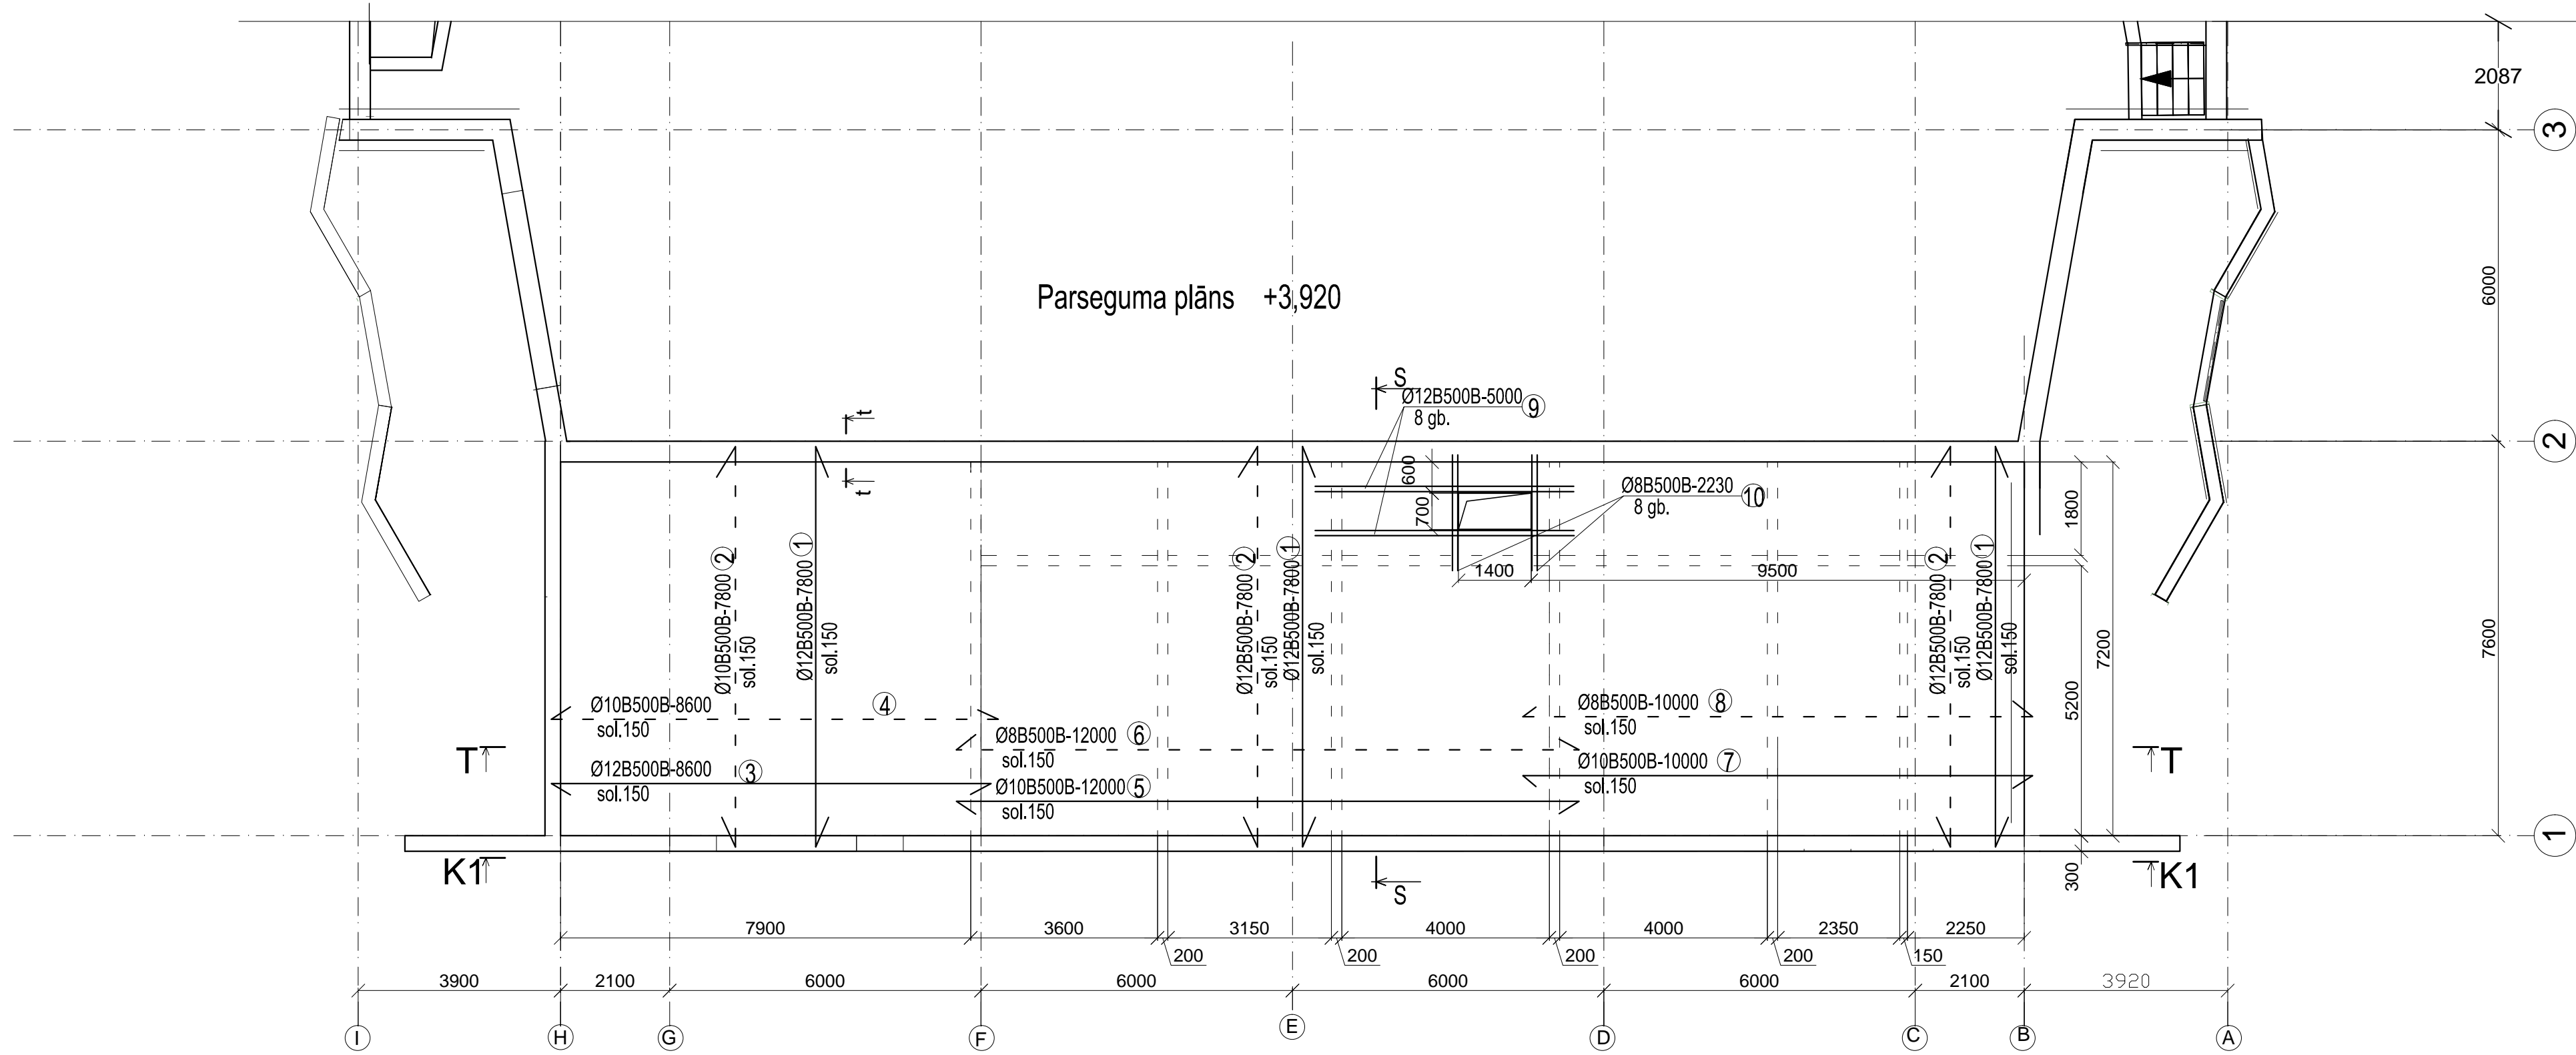 2087
3
6000
Parseguma plāns +3,920
S
Ø12B500B-5000 9
8 gb.
t
2
t
600
700
Ø8B500B-2230 10
8 gb.
1800
1400
9500
Ø10B500B-7800 2
sol.150
Ø12B500B-7800 1
sol.150
Ø12B500B-7800 2
sol.150
Ø12B500B-7800 1
sol.150
Ø12B500B-7800 2
sol.150
Ø12B500B-7800 1
sol.150
7200
7600
5200
Ø10B500B-8600 4
sol.150
Ø8B500B-10000 8
sol.150
Ø8B500B-12000 6
sol.150
T
T
Ø12B500B-8600 3
sol.150
Ø10B500B-10000 7
sol.150
Ø10B500B-12000 5
sol.150
1
K1
K1
300
S
7900
3600
3150
4000
4000
2350
2250
200
200
200
200
150
3900
2100
6000
6000
6000
6000
2100
3920
I
H
G
F
E
D
C
B
A